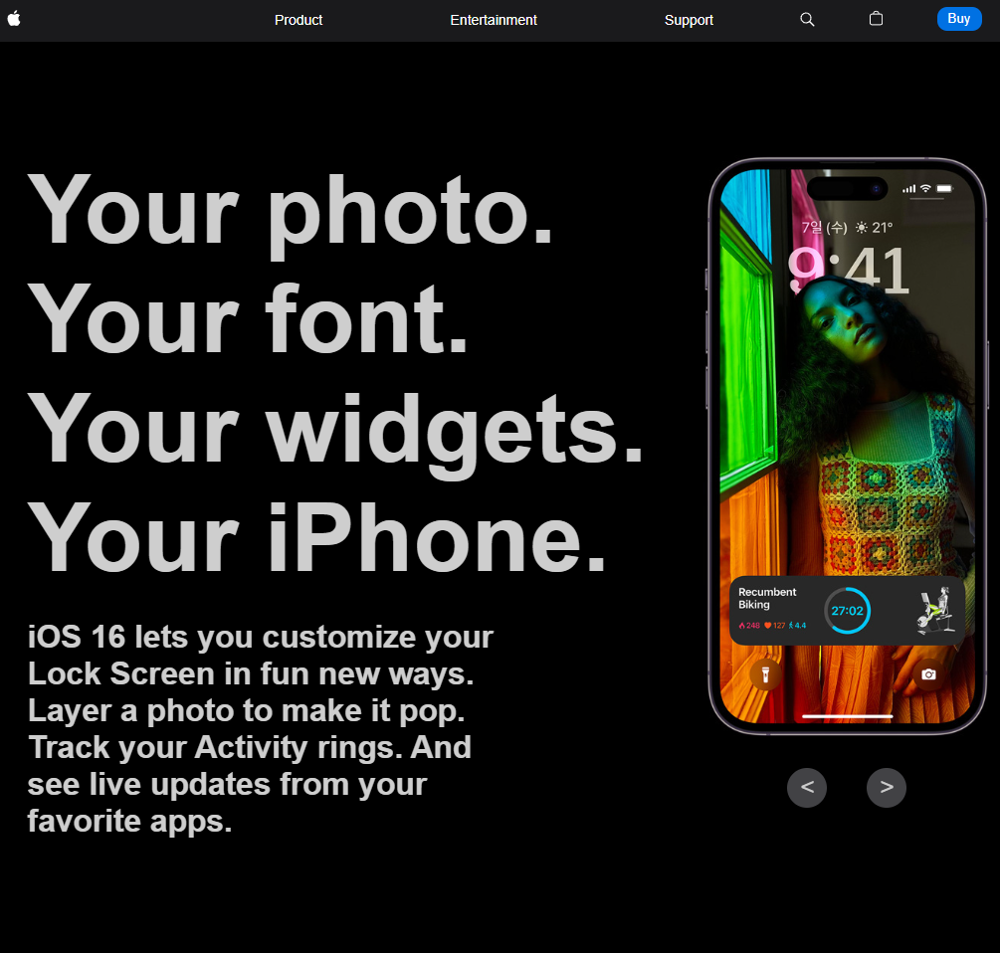 Product
Entertainment
Support
Buy
Your photo.
Your font.
Your widgets.
Your iPhone.
iOS 16 lets you customize your
Lock Screen in fun new ways.
Layer a photo to make it pop.
Track your Activity rings. And
see live updates from your
favorite apps.
7일 (수) 21°
9:41
Recumbent
Biking
27:02
248 127 4.4
< >